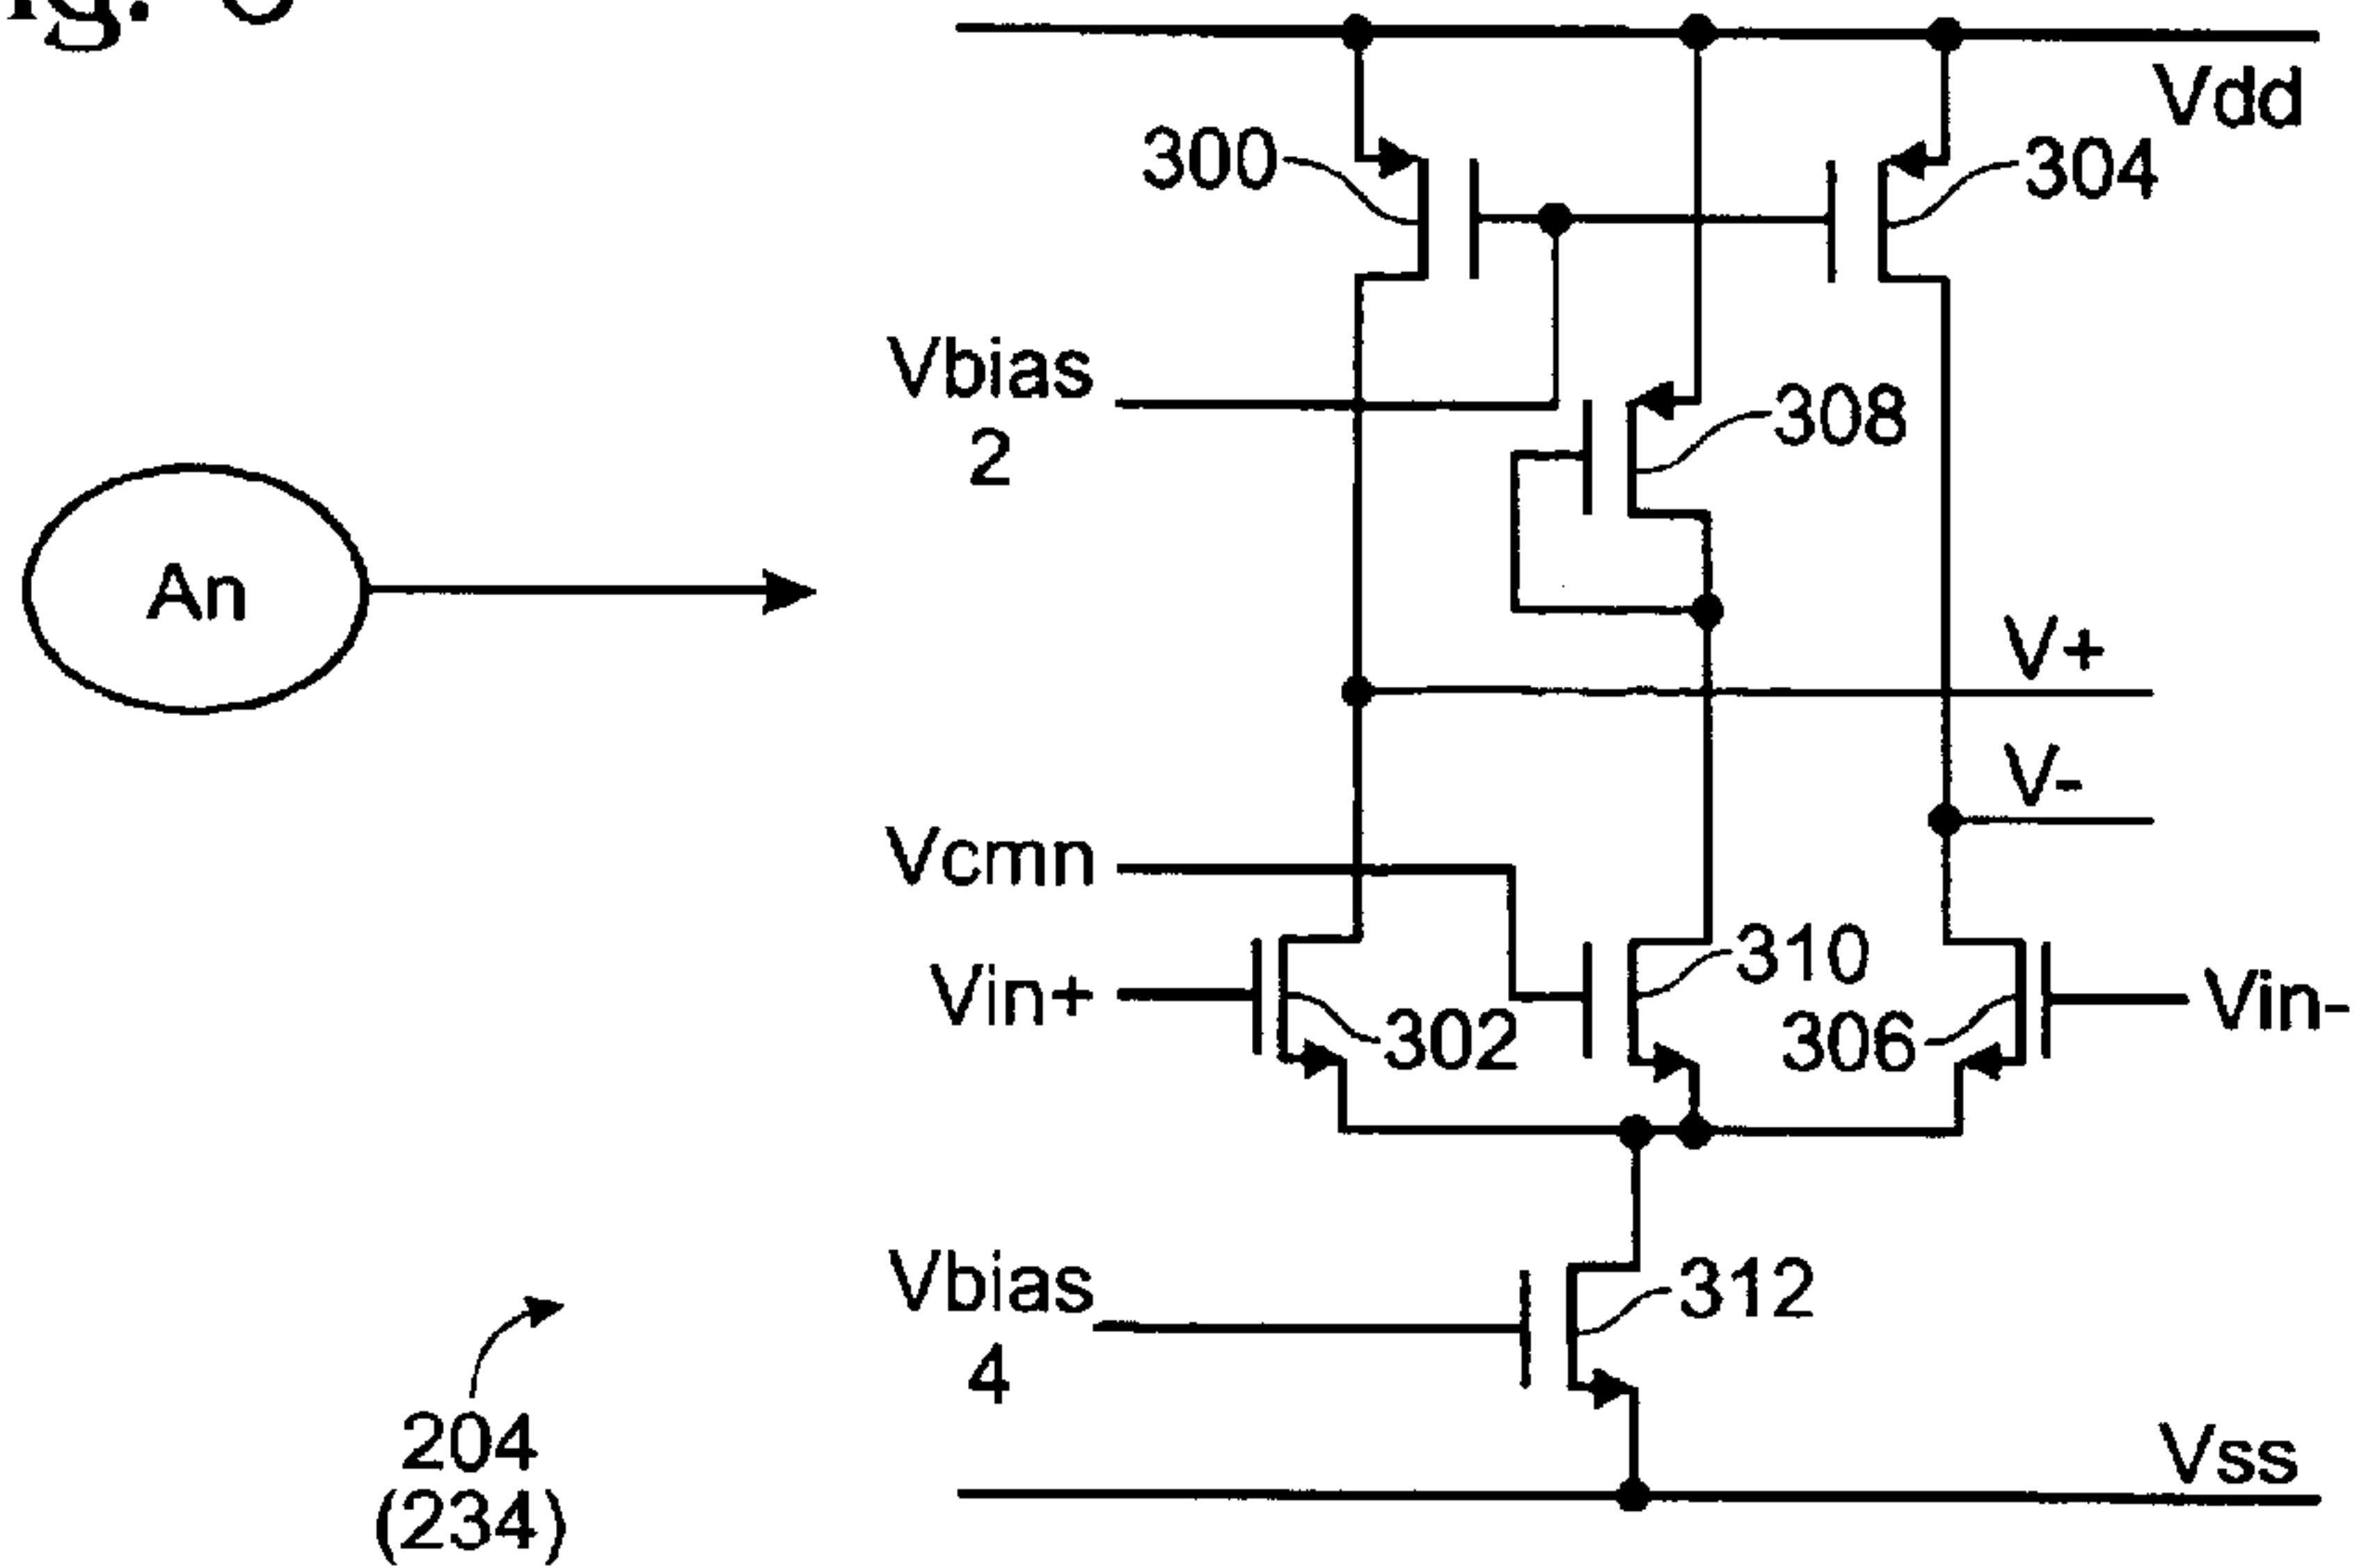 Vdd
300
304
Vbias
2
308
An
V+
V-
Vcmn
310
Vin+
302
306
Vin-
Vbias
4
312
204
(234)
Vss